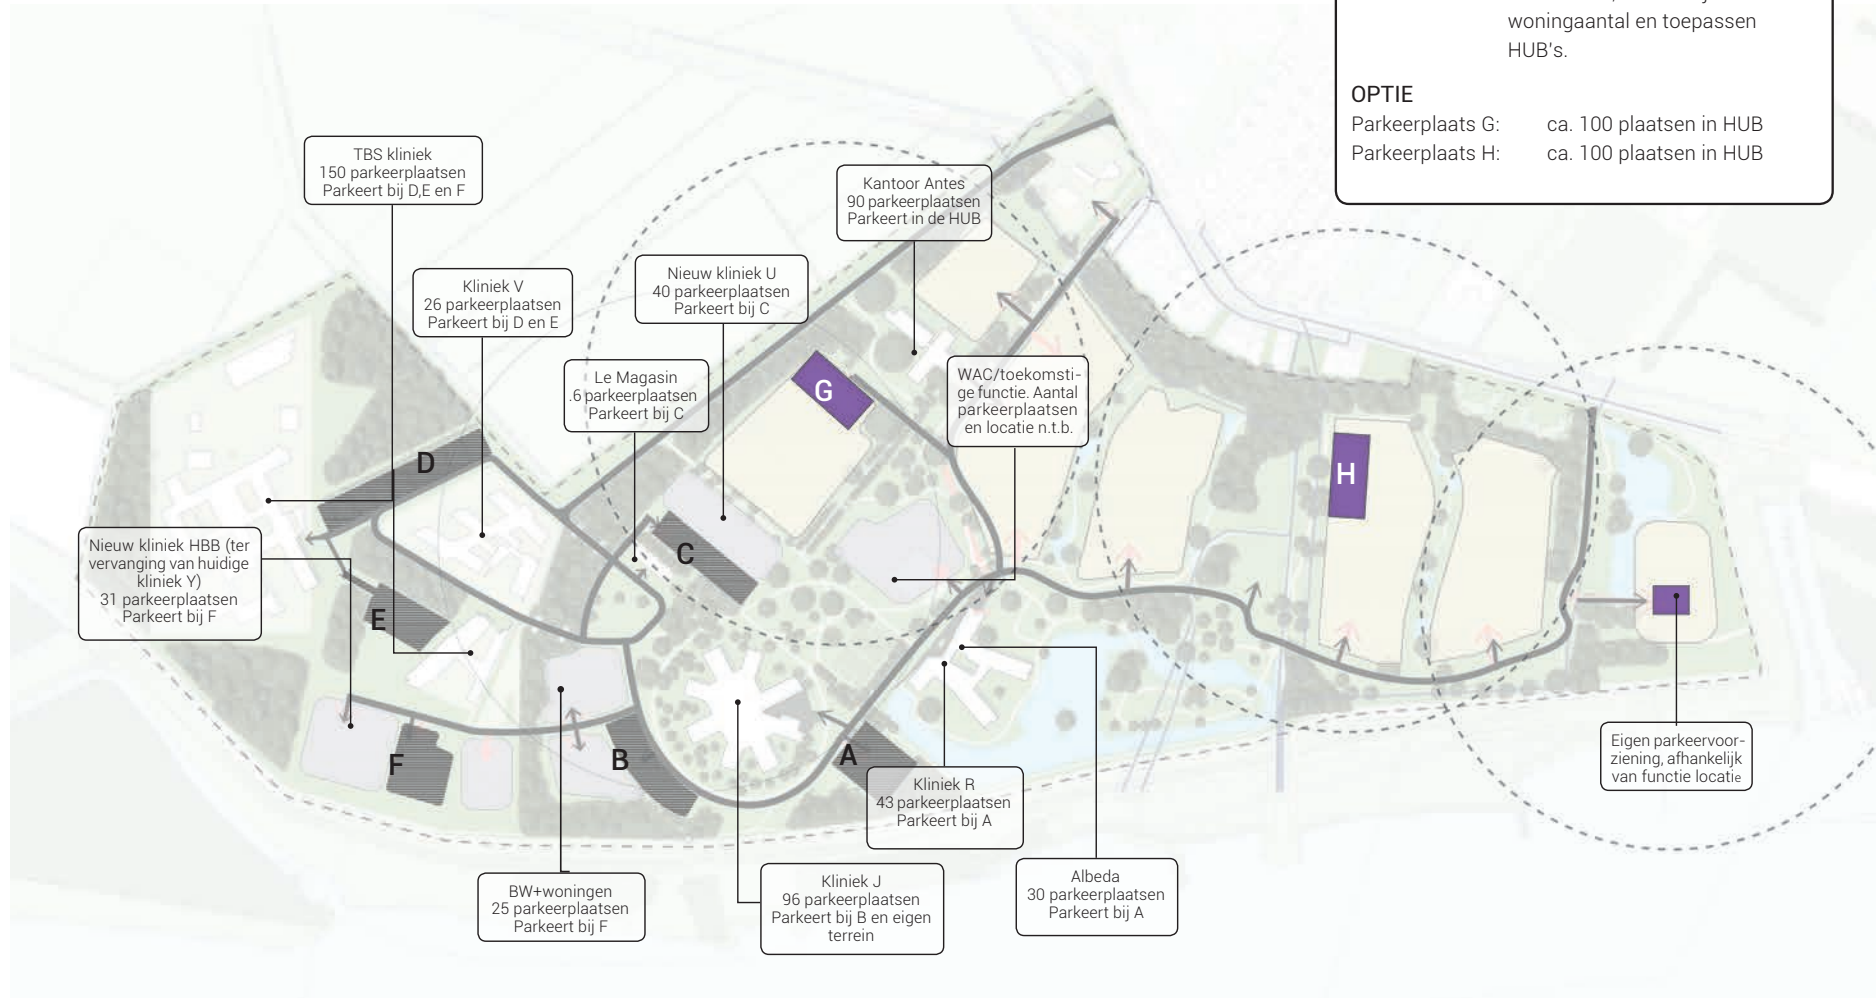 woningaantal en toepassen
HUB's.
OPTIE
Parkeerplaats G: ca. 100 plaatsen in HUB
Parkeerplaats H: ca. 100 plaatsen in HUB
TBS kliniek
150 parkeerplaatsen
Parkeert bij D,E en F
Kantoor Antes
90 parkeerplaatsen
Parkeert in de HUB
Kliniek V
26 parkeerplaatsen
Parkeert bij D en E
Nieuw kliniek U
40 parkeerplaatsen
Parkeert bij C
Le Magasin
.6 parkeerplaatsen
Parkeert bij C
WAC/toekomsti-
ge functie. Aantal
parkeerplaatsen
en locatie n.t.b.
G
D
H
C
Nieuw kliniek HBB (ter
vervanging van huidige
kliniek Y)
31 parkeerplaatsen
Parkeert bij F
E
F
B
A
Eigen parkeervoor-
ziening, afhankelijk
van functie locatie
Kliniek R
43 parkeerplaatsen
Parkeert bij A
BW+woningen
25 parkeerplaatsen
Parkeert bij F
Kliniek J
96 parkeerplaatsen
Parkeert bij B en eigen
terrein
Albeda
30 parkeerplaatsen
Parkeert bij A